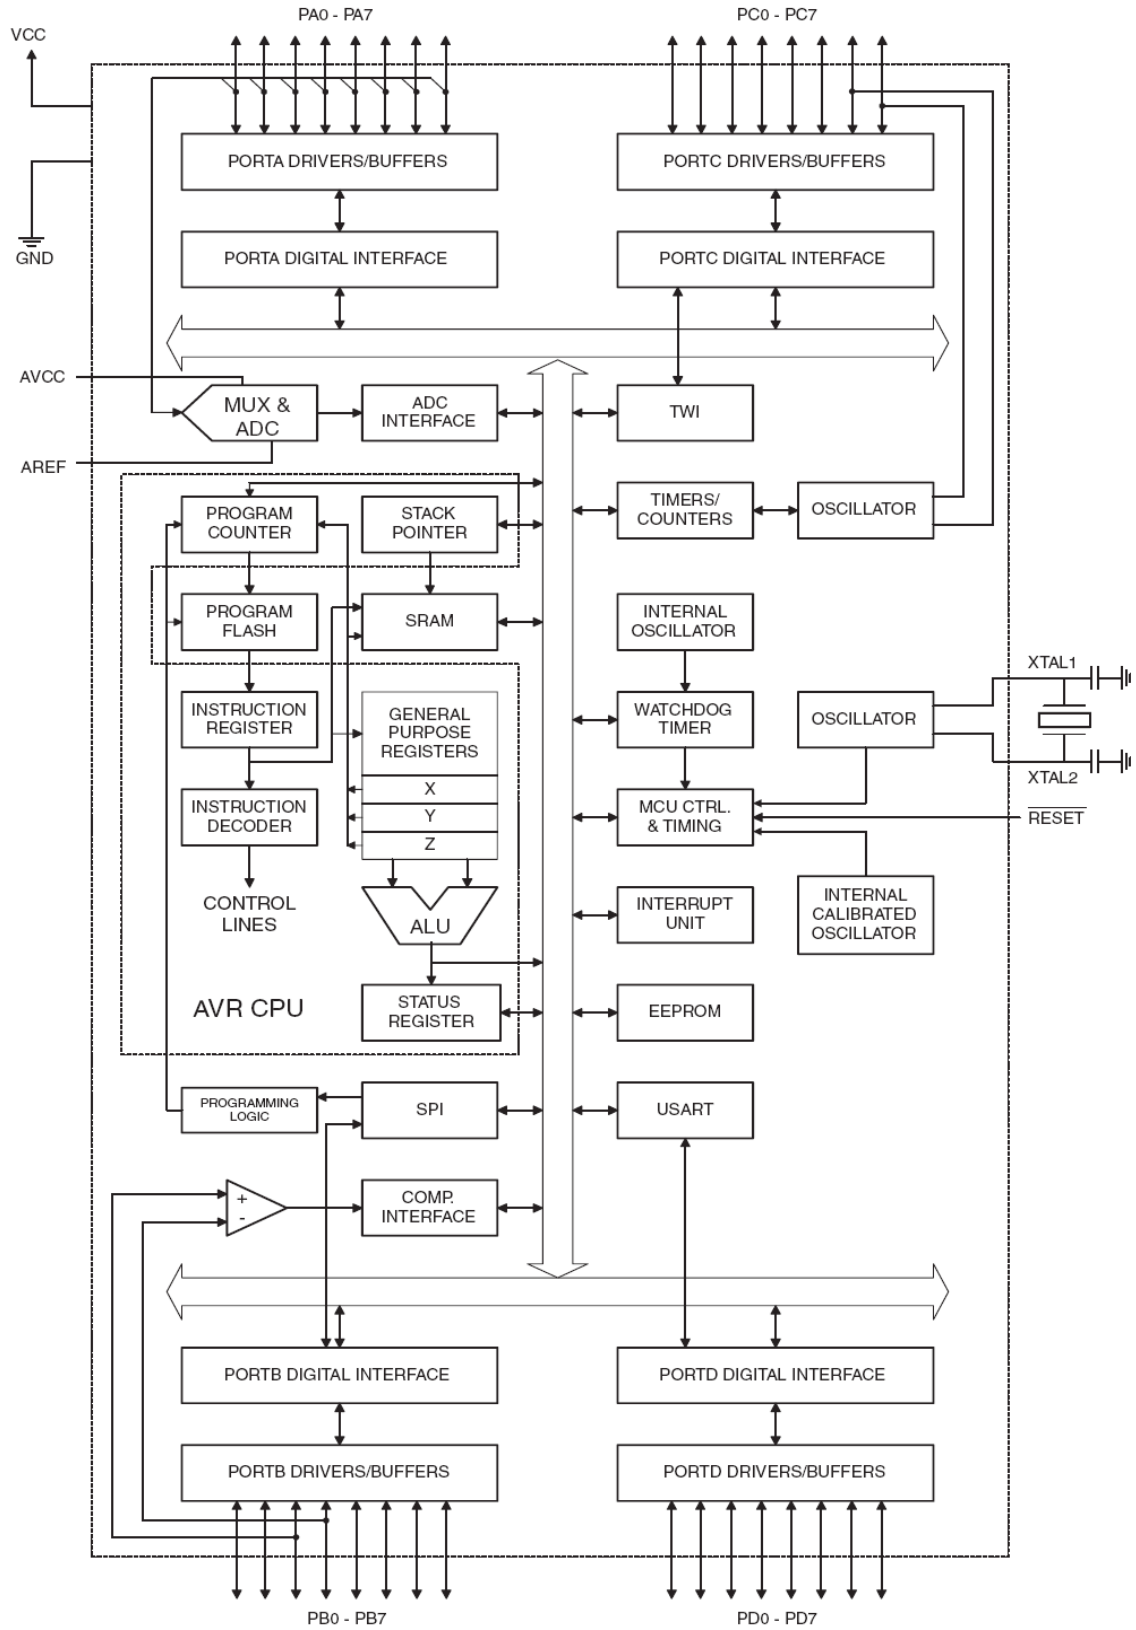 PA0 - PA7
PC0 - PC7
VCC
PORTA DRIVERS/BUFFERS
PORTC DRIVERS/BUFFERS
GND
PORTA DIGITAL INTERFACE
PORTC DIGITAL INTERFACE
AVCC
MUX &
ADC
ADC
INTERFACE
TWI
AREF
PROGRAM
COUNTER
STACK
POINTER
TIMERS/
COUNTERS
OSCILLATOR
PROGRAM
FLASH
SRAM
INTERNAL
OSCILLATOR
XTAL1
INSTRUCTION
REGISTER
GENERAL
PURPOSE
REGISTERS
WATCHDOG
TIMER
OSCILLATOR
XTAL2
X
INSTRUCTION
DECODER
Y
Z
MCU CTRL.
& TIMING
RESET
CONTROL
LINES
ALU
INTERRUPT
UNIT
INTERNAL
CALIBRATED
OSCILLATOR
AVR CPU
STATUS
REGISTER
EEPROM
PROGRAMMING
LOGIC
SPI
USART
+
-
COMP.
INTERFACE
PORTB DIGITAL INTERFACE
PORTD DIGITAL INTERFACE
PORTB DRIVERS/BUFFERS
PORTD DRIVERS/BUFFERS
PB0 - PB7
PD0 - PD7